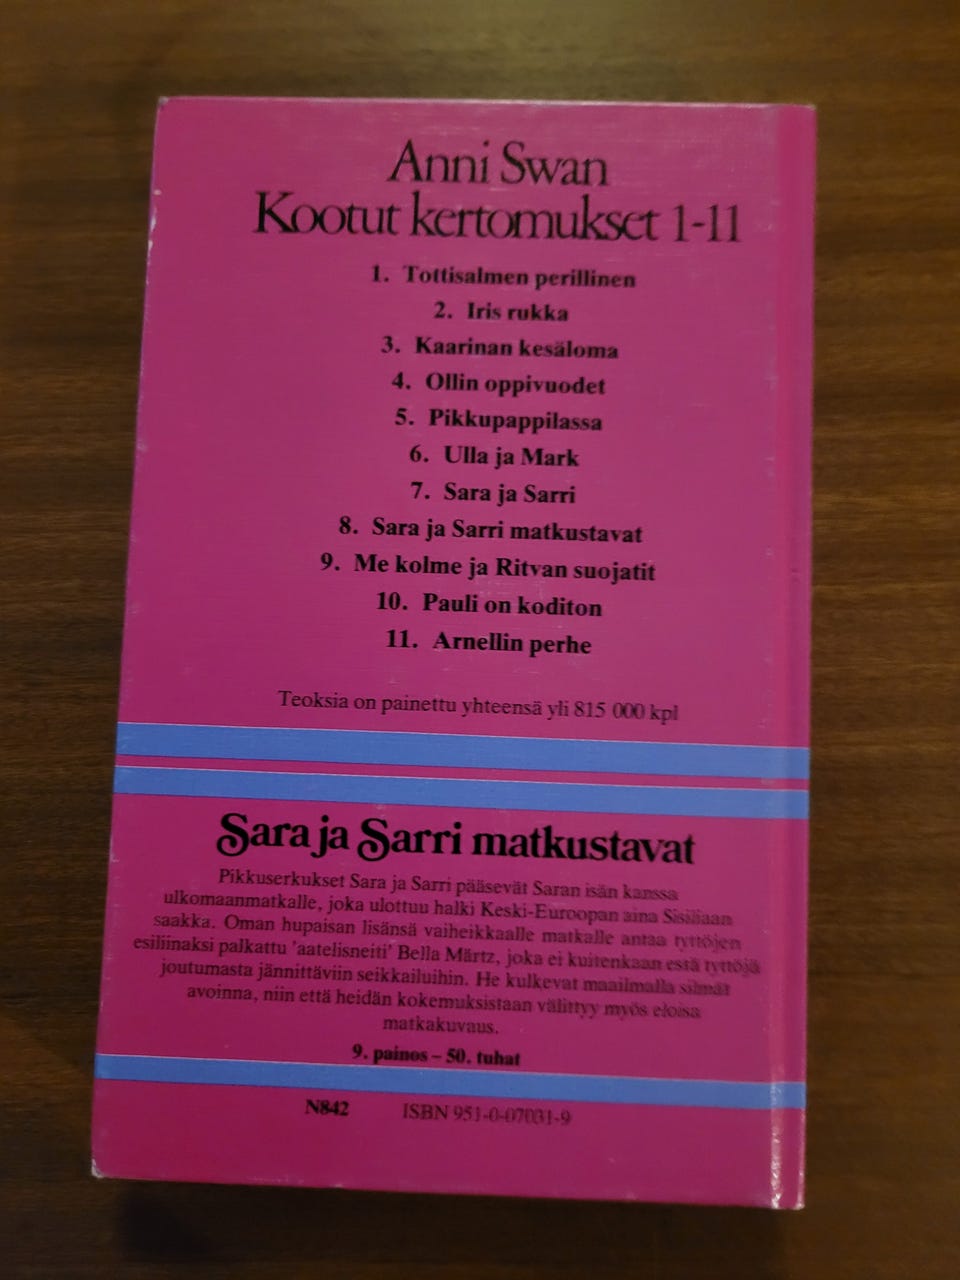 Anni Swan
Kootut kertomukset 1-11
1. Tottisalmen perillinen
2. Iris rukka
3. Kaarinan kesäloma
4. Ollin oppivuodet
5. Pikkupappilassa
6. Ulla ja Mark
7. Sara ja Sarri
8. Sara ja Sarri matkustavat
9. Me kolme ja Ritvan suojatit
10. Pauli on koditon
11. Arnellin perhe
Teoksia on painettu yhteensä yli 815 000 kpl
Sara ja Sarri matkustavat
Pikkuserkukset Sara ja Sarri pääsevät Saran isän kanssa
ulkomaanmatkalle, joka ulottuu halki Keski-Euroopan aina Sisiliaan
saakka. Oman hupaisan lisänsä vaiheikkaalle matkalle antaa tyttöjen
esiliinaksi palkattu 'aatelisneiti' Bella Märtz, joka ei kuitenkaan estä tyttöjä
joutumasta jännittäviin seikkailuihin. He kulkevat maailmalla silmät
avoinna, niin että heidän kokemuksistaan välittyy myös eloisa
matkakuvaus.
9. painos – 50. tuhat
N842 ISBN 951-0-07031-9